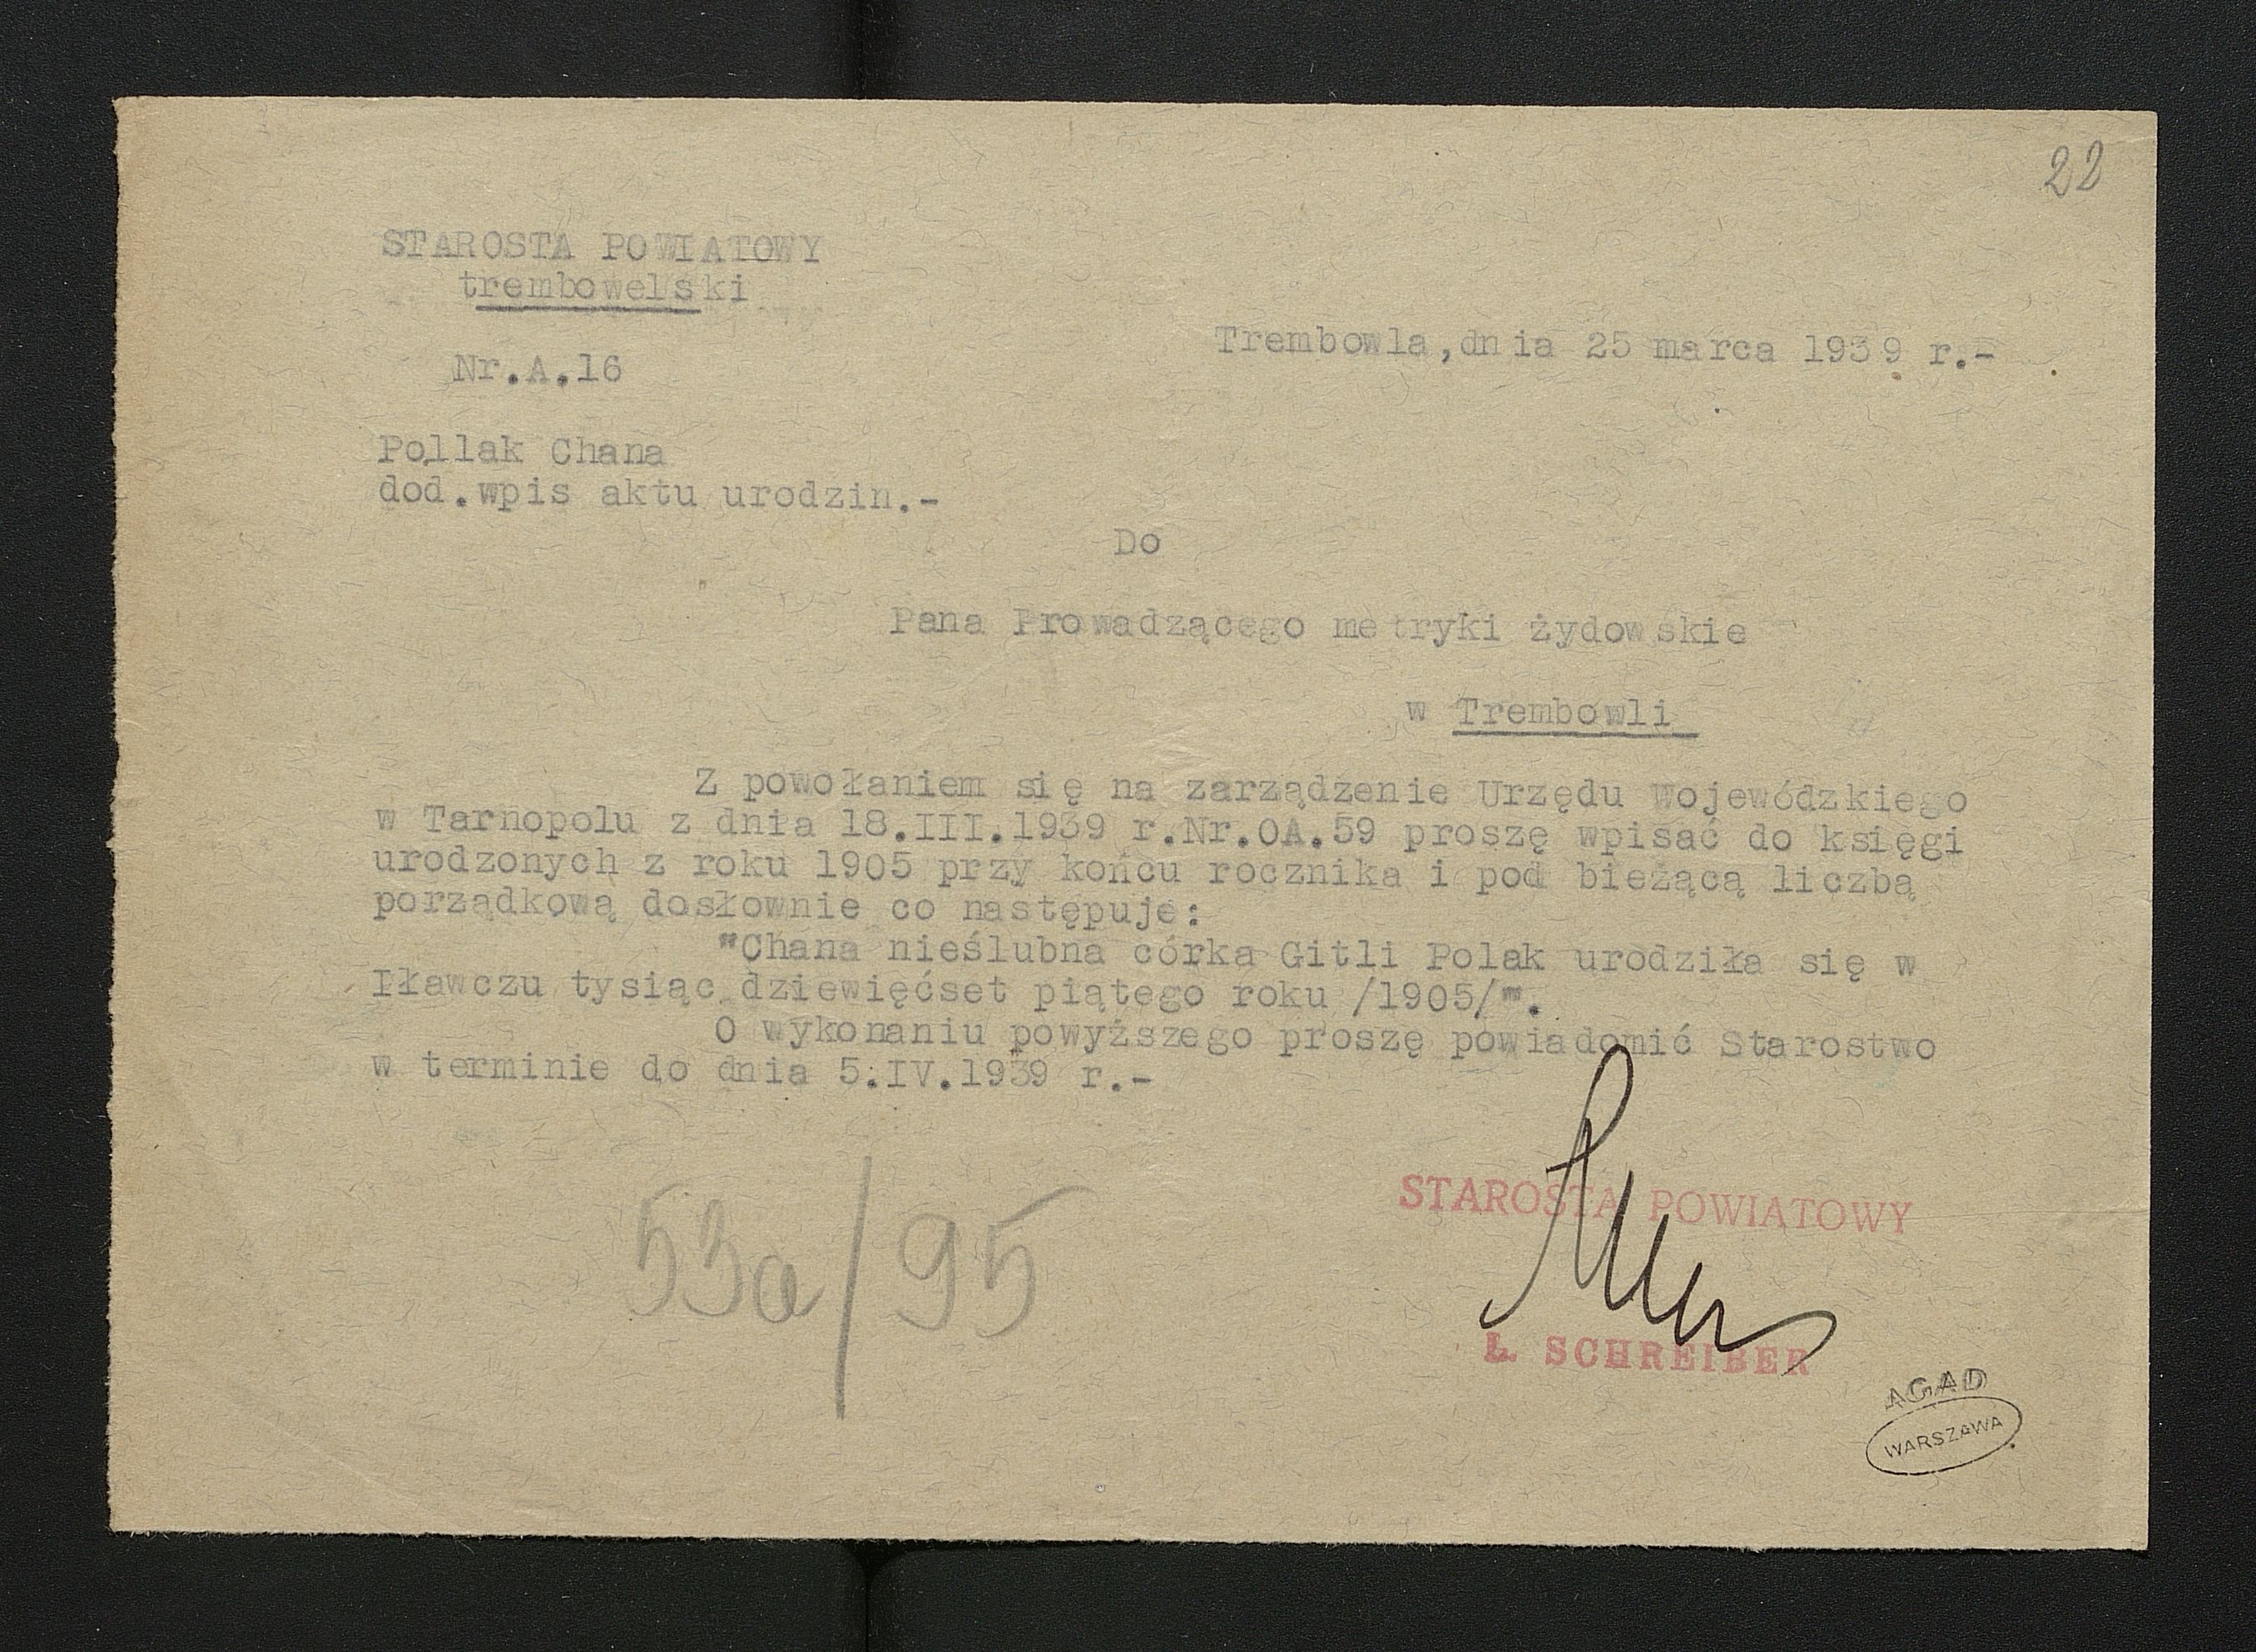 22
STAROSTA POWIATOWY
trembowelski
Trembowla,dnia 25 marca 1939 r.-
Nr.A.16
Pollak Chana
dod.wpis aktu urodzin.-
Do
Pana Prowadzącego metryki żydowskie
w Trembowli
Z powołaniem się na zarządzenie Urzędu Wojewódzkiego
w Tarnopolu z dnia 18.III.1939 r.Nr.OA.59 proszę wpisać do księgi
urodzonych z roku 1905 przy końcu rocznika i pod bieżącą liczbą
porządkową dosłownie co następuje:
"Chana nieślubna córka Gitli Polak urodziła się w
Iławczu tysiąc dziewięćset piątego roku /1905/".
O wykonaniu powyższego proszę powiadomić Starostwo
w terminie do dnia 5.IV.1939 r.-
53a/95
STAROSTA POWIATOWY
Ł. SCHREIBER
AGAD
WARSZAWA